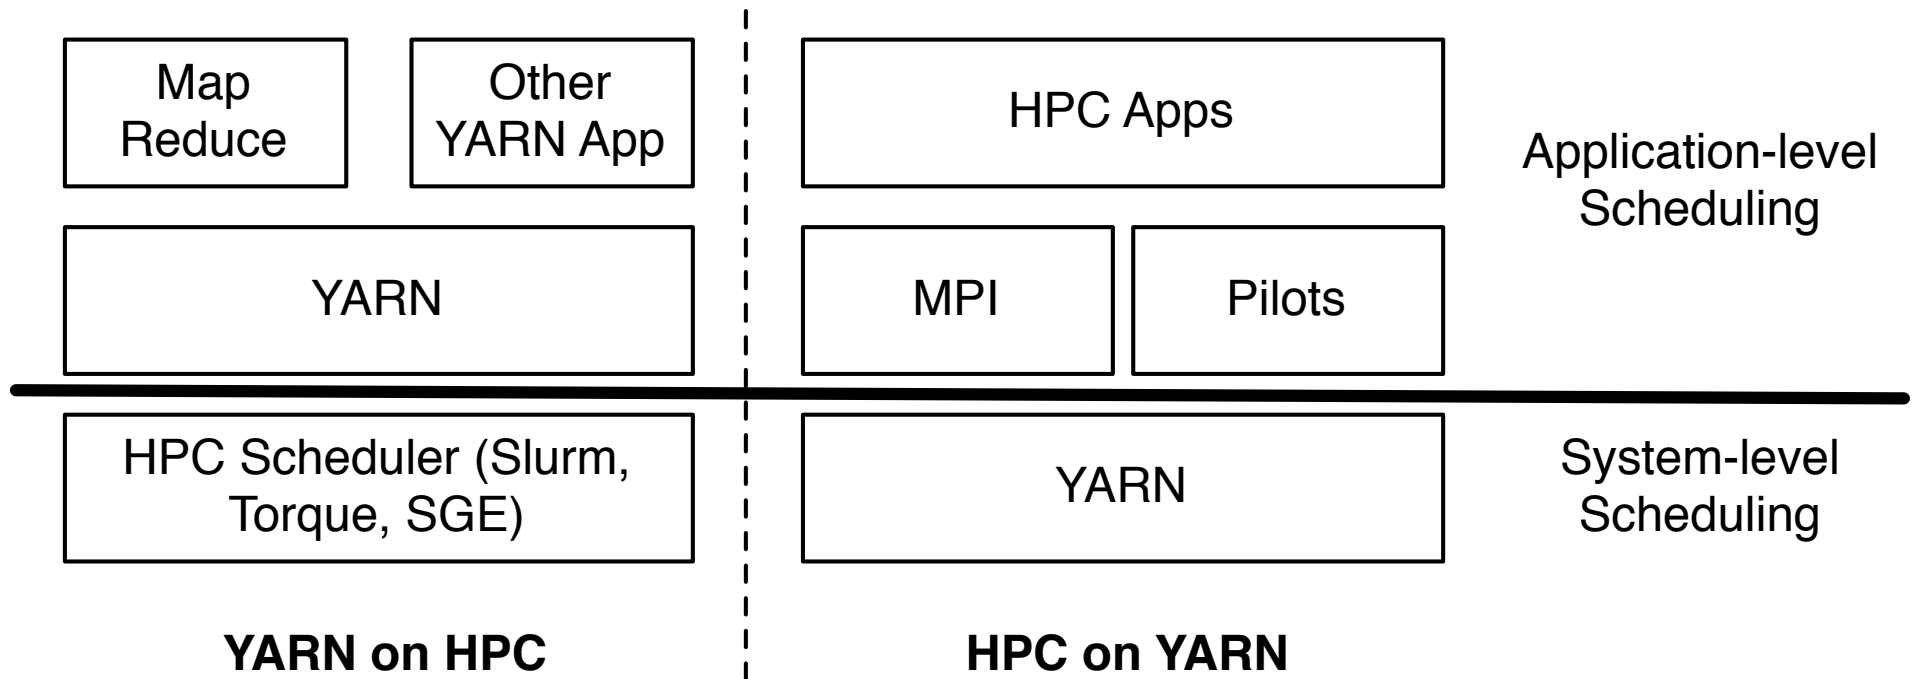 Map
Reduce
Other
YARN App
HPC Apps
Application-level
Scheduling
YARN
MPI
Pilots
HPC Scheduler (Slurm,
Torque, SGE)
YARN
System-level
Scheduling
YARN on HPC
HPC on YARN